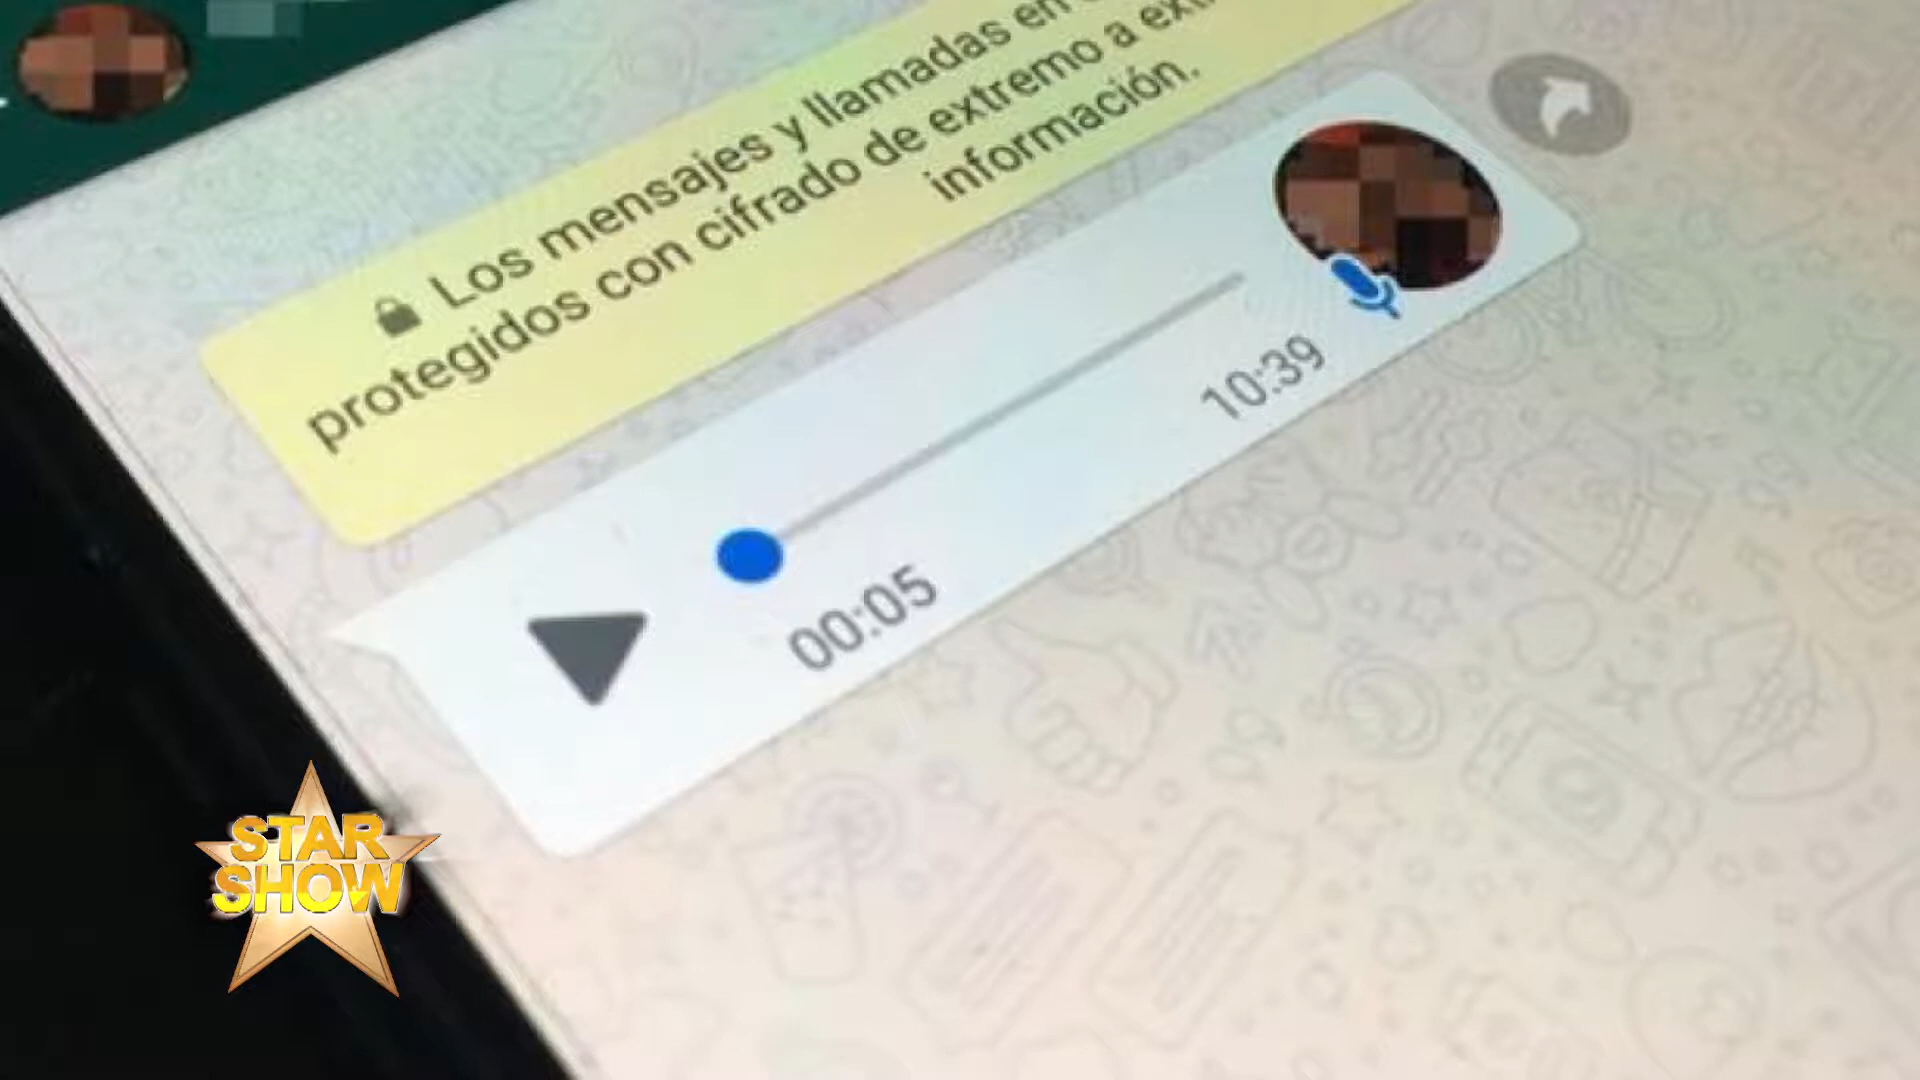 Los mensajes y llamadas en
protegidos con cifrado de extremo a
información.
10:39
00:05
STAR
SHOW